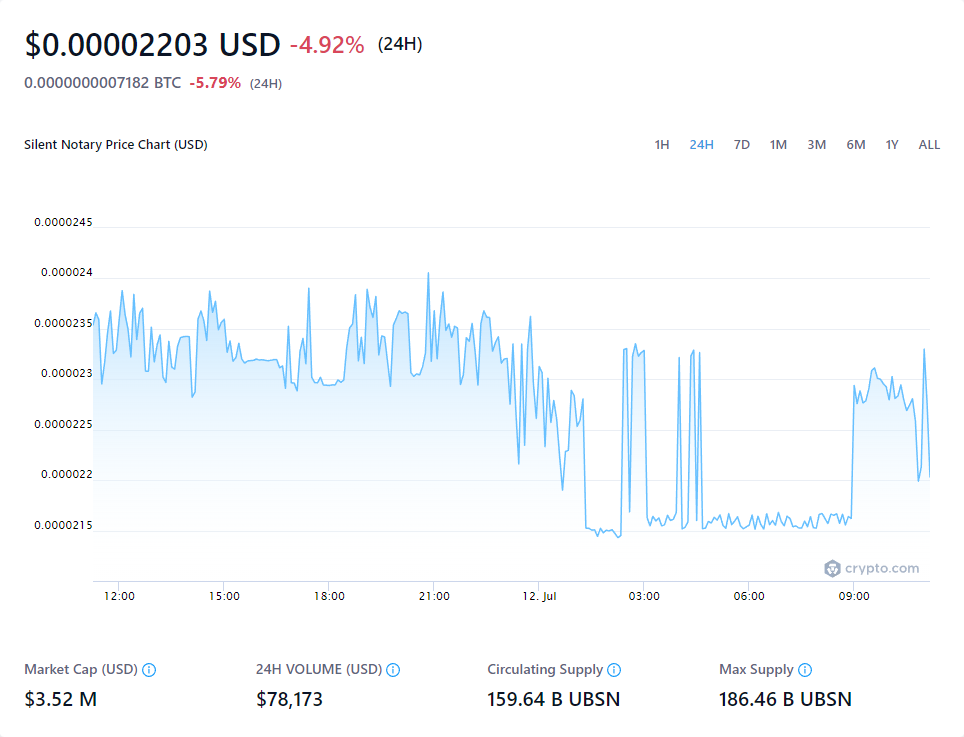 $0.00002203 USD -4.92% (24H)
0.0000000007182 BTC -5.79% (24H)
Silent Notary Price Chart (USD) 1H 24H 7D 1M 3M 6M 1Y ALL
0.0000245
0.000024
0.0000235
0.000023
0.0000225
0.000022
0.0000215
crypto.com
12:00 15:00 18:00 21:00 12. Jul 03:00 06:00 09:00
Market Cap (USD) 24H VOLUME (USD) Circulating Supply Max Supply
$3.52 M $78,173 159.64 B UBSN 186.46 B UBSN